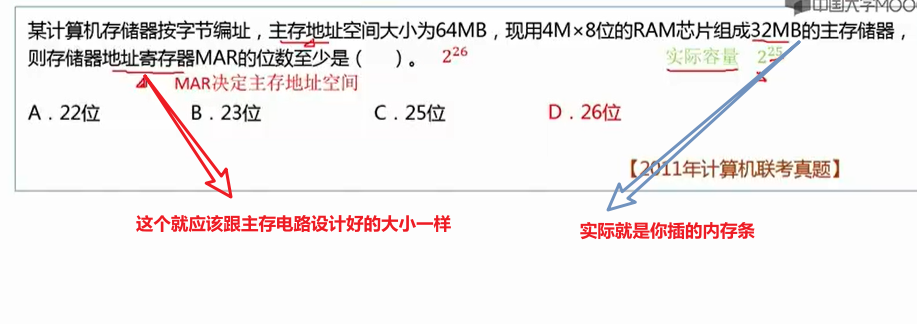 中国大学MOO
某计算机存储器按字节编址，主存地址空间大小为64MB，现用4M×8位的RAM芯片组成32MB的主存储器，
则存储器地址寄存器MAR的位数至少是（　　）。 2²⁶ 实际容量 2²⁵
MAR决定主存地址空间
A．22位 B．23位 C．25位 D．26位
【2011年计算机联考真题】
这个就应该跟主存电路设计好的大小一样
实际就是你插的内存条